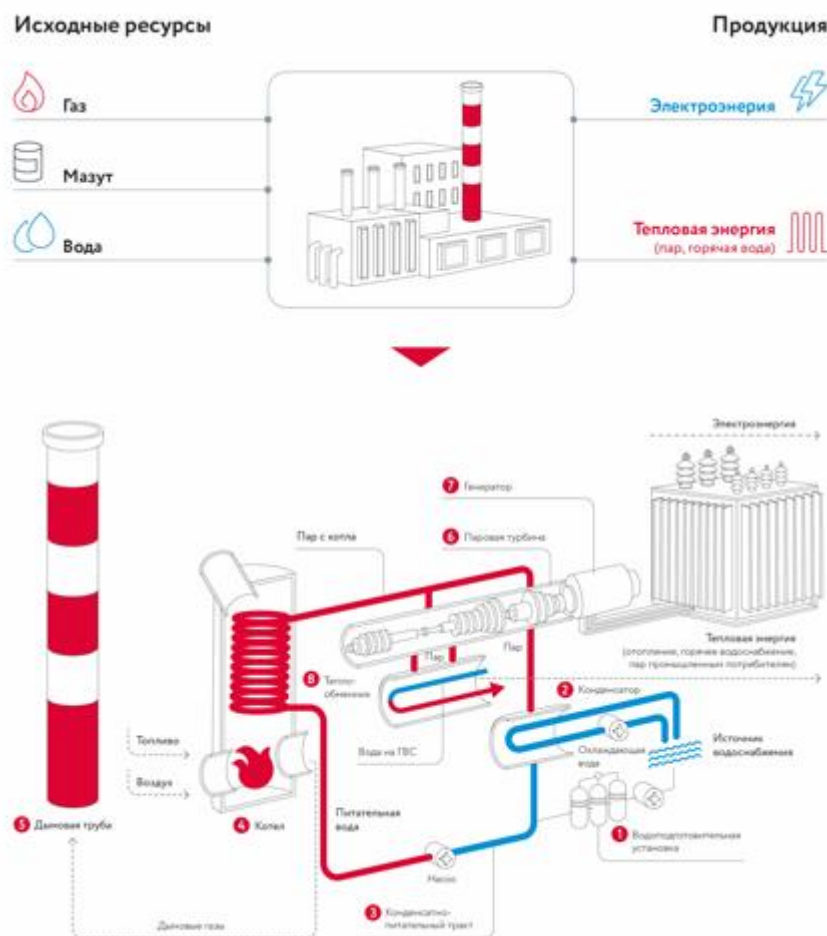 Исходные ресурсы
Продукция
Газ
Мазут
Вода
Электроэнерия
Тепловая энергия
(пар, горячая вода)
Электроэнергия
7 Генератор
6 Паровая турбина
Пар с котла
Тепловая энергия
(отопление, горячее водоснабжение,
пар промышленным потребителям)
Пар
Пар
8 Тепло-
обменник
2 Конденсатор
Вода на ГВС
Охлаждающая
вода
Источник
водоснабжения
Топливо
Воздух
5 Дымовая труба
4 Котел
Питательная
вода
1 Водоподготовительная
установка
Насос
3 Конденсатно-
питательный тракт
Дымовые газы